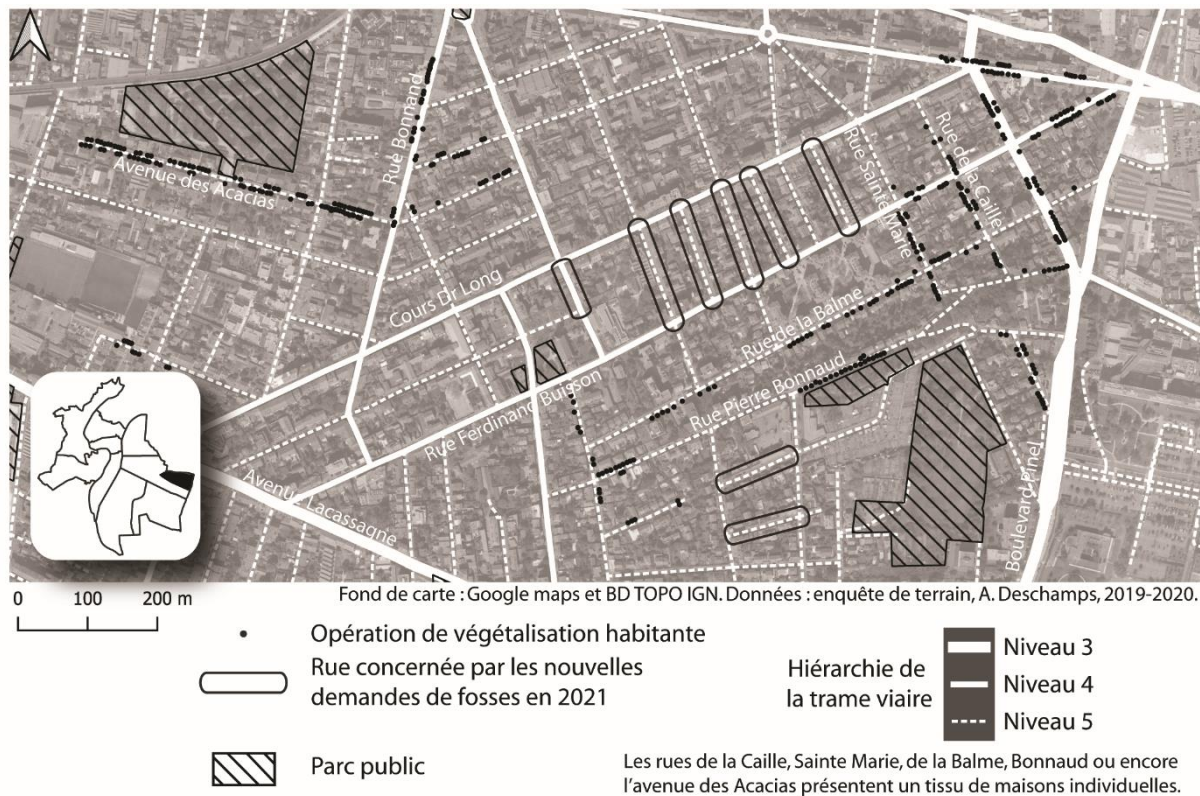 Avenue des Acacias
Rue Bonnand
Cours Dr Long
Rue Sainte Marie
Rue de la Caille
Rue de la Balme
Rue Pierre Bonnaud
Rue Ferdinand Buisson
Avenue Lacassagne
Boulevard Pinel
0 100 200 m
Fond de carte : Google maps et BD TOPO IGN. Données : enquête de terrain, A. Deschamps, 2019-2020.
Opération de végétalisation habitante
Rue concernée par les nouvelles
demandes de fosses en 2021
Parc public
Hiérarchie de
la trame viaire
Niveau 3
Niveau 4
Niveau 5
Les rues de la Caille, Sainte Marie, de la Balme, Bonnaud ou encore
l'avenue des Acacias présentent un tissu de maisons individuelles.